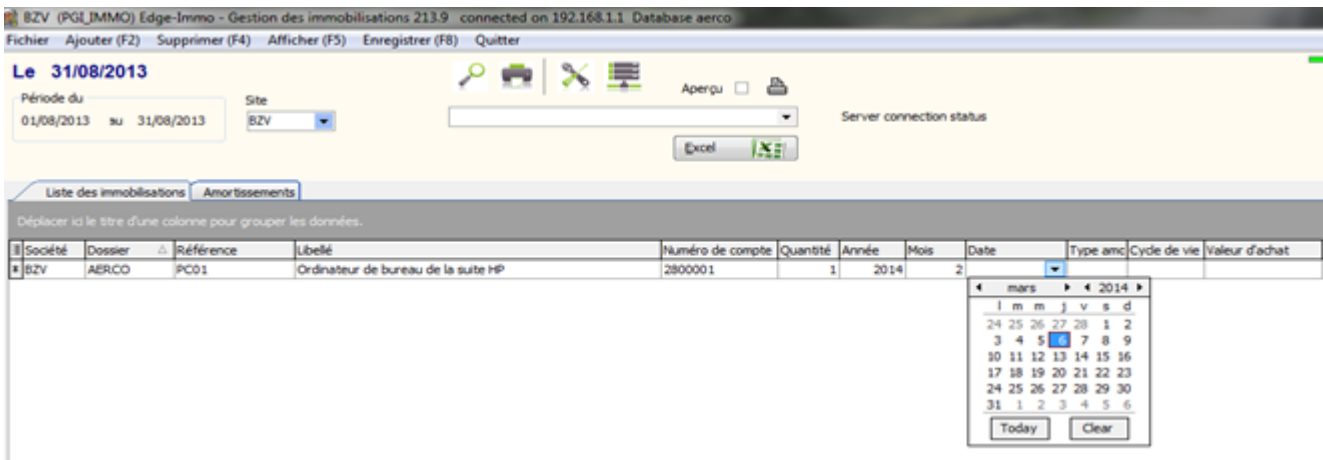 BZV (PGI_IMMO) Edge-Immo - Gestion des immobilisations 213.9 connected on 192.168.1.1 Database aerco
Fichier Ajouter (F2) Supprimer (F4) Afficher (F5) Enregistrer (F8) Quitter
Le 31/08/2013
Aperçu
Période du
Site
01/08/2013 au 31/08/2013 BZV
Server connection status
Excel
Liste des immobilisations Amortissements
Déplacer ici le titre d'une colonne pour grouper les données.
Société Dossier Référence Libellé Numéro de compte Quantité Année Mois Date Type amc Cycle de vie Valeur d'achat
BZV AERCO PC01 Ordinateur de bureau de la suite HP 2800001 1 2014 2
mars 2014
l m m j v s d
24 25 26 27 28 1 2
3 4 5 6 7 8 9
10 11 12 13 14 15 16
17 18 19 20 21 22 23
24 25 26 27 28 29 30
31 1 2 3 4 5 6
Today Clear